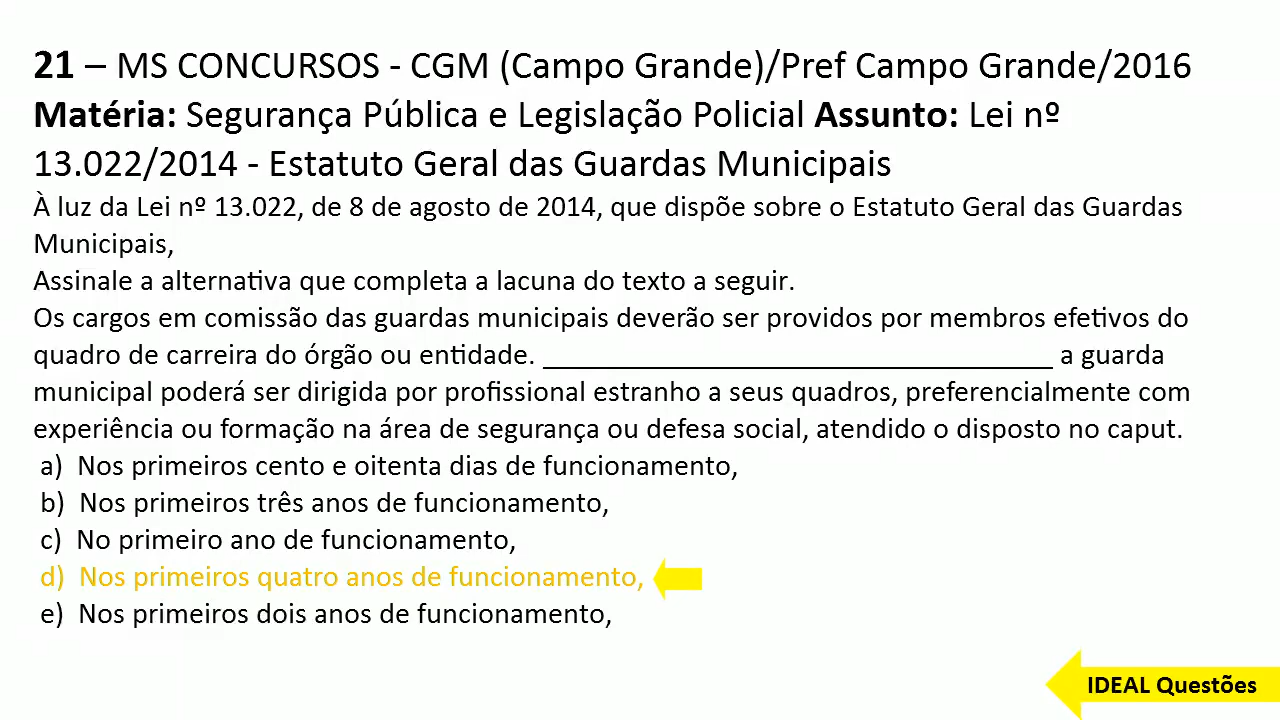 21 – MS CONCURSOS - CGM (Campo Grande)/Pref Campo Grande/2016
Matéria: Segurança Pública e Legislação Policial Assunto: Lei nº
13.022/2014 - Estatuto Geral das Guardas Municipais
À luz da Lei nº 13.022, de 8 de agosto de 2014, que dispõe sobre o Estatuto Geral das Guardas
Municipais,
Assinale a alternativa que completa a lacuna do texto a seguir.
Os cargos em comissão das guardas municipais deverão ser providos por membros efetivos do
quadro de carreira do órgão ou entidade. __________________________________ a guarda
municipal poderá ser dirigida por profissional estranho a seus quadros, preferencialmente com
experiência ou formação na área de segurança ou defesa social, atendido o disposto no caput.
a) Nos primeiros cento e oitenta dias de funcionamento,
b) Nos primeiros três anos de funcionamento,
c) No primeiro ano de funcionamento,
d) Nos primeiros quatro anos de funcionamento,
e) Nos primeiros dois anos de funcionamento,
IDEAL Questões